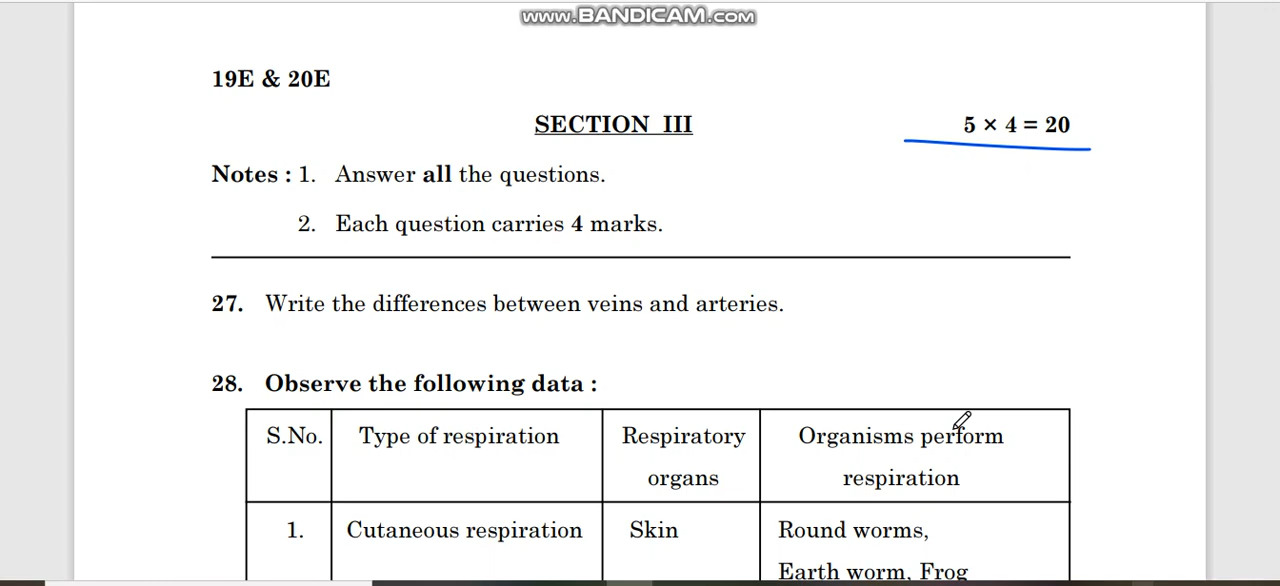 www.BANDICAM.com
19E & 20E
SECTION III
5 × 4 = 20
Notes : 1. Answer all the questions.
2. Each question carries 4 marks.
27. Write the differences between veins and arteries.
28. Observe the following data :
S.No. Type of respiration Respiratory organs Organisms perform respiration
1. Cutaneous respiration Skin Round worms,
Earth worm, Frog